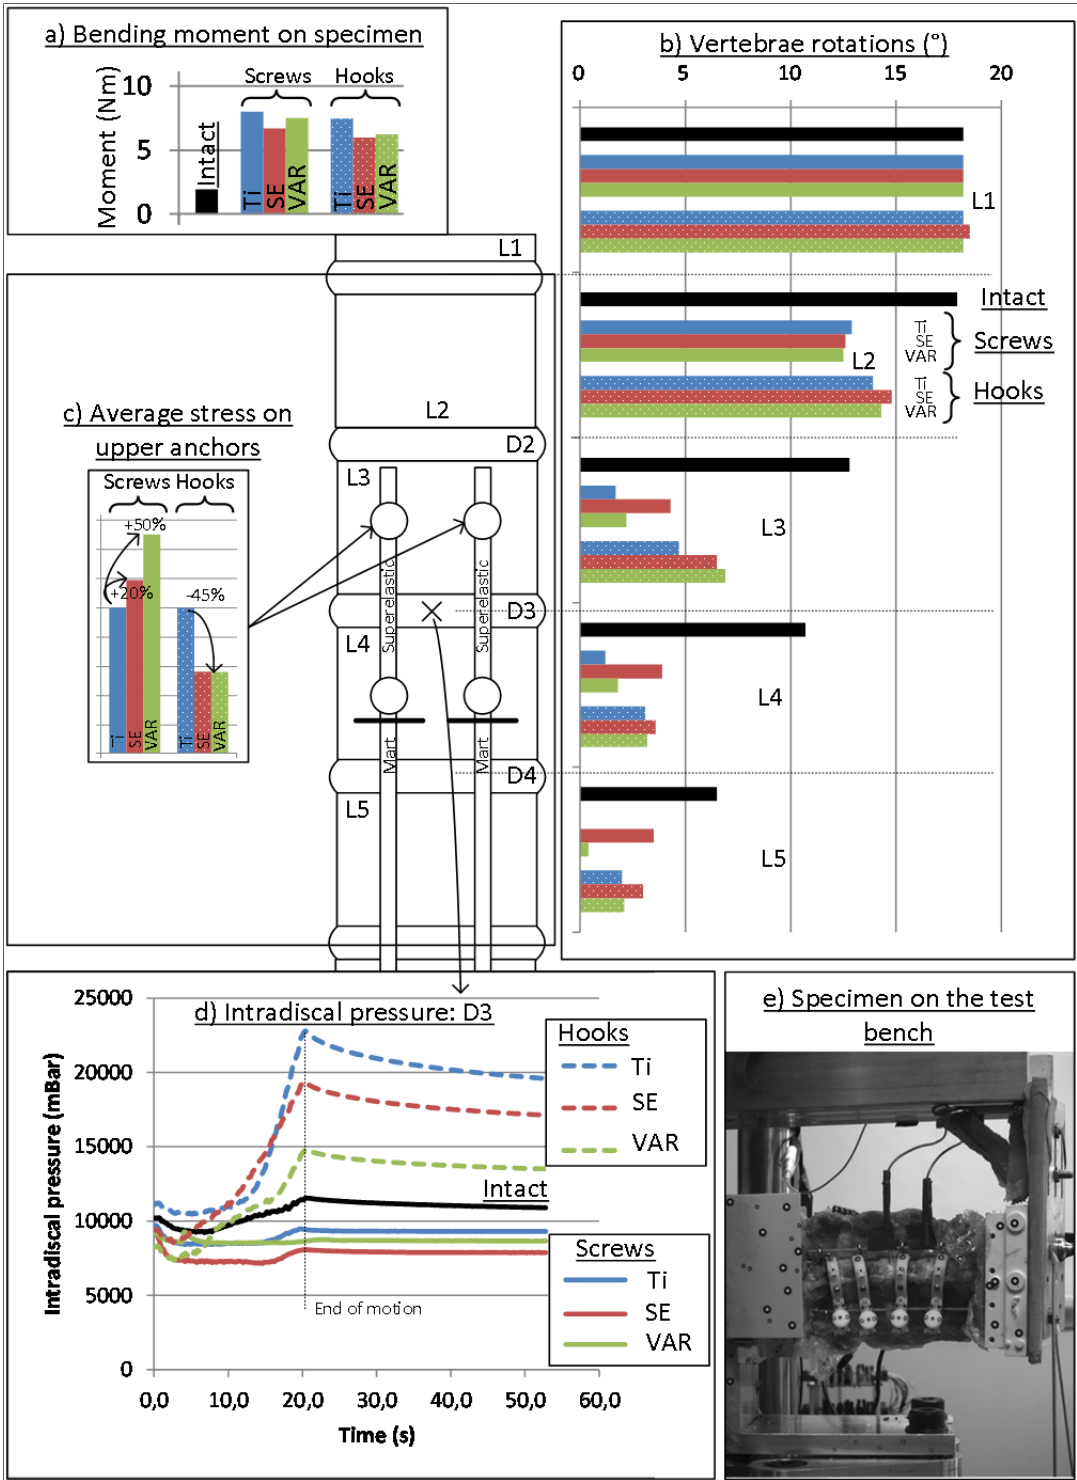 a) Bending moment on specimen
Moment (Nm)
10
5
0
Screws
Hooks
Intact
Ti
SE
VAR
Ti
SE
VAR
b) Vertebrae rotations (°)
0 5 10 15 20
L1
Intact
Ti
SE
VAR
Screws
L2
Ti
SE
VAR
Hooks
L3
L4
L5
L1
L2
D2
L3
Superelastic
Superelastic
D3
L4
Mart
Mart
D4
L5
c) Average stress on
upper anchors
Screws Hooks
+50%
+20%
-45%
Ti
SE
VAR
Ti
SE
VAR
d) Intradiscal pressure: D3
Intradiscal pressure (mBar)
25000
20000
15000
10000
5000
0
0,0 10,0 20,0 30,0 40,0 50,0 60,0
Time (s)
Hooks
Ti
SE
VAR
Intact
Screws
Ti
SE
VAR
End of motion
e) Specimen on the test
bench